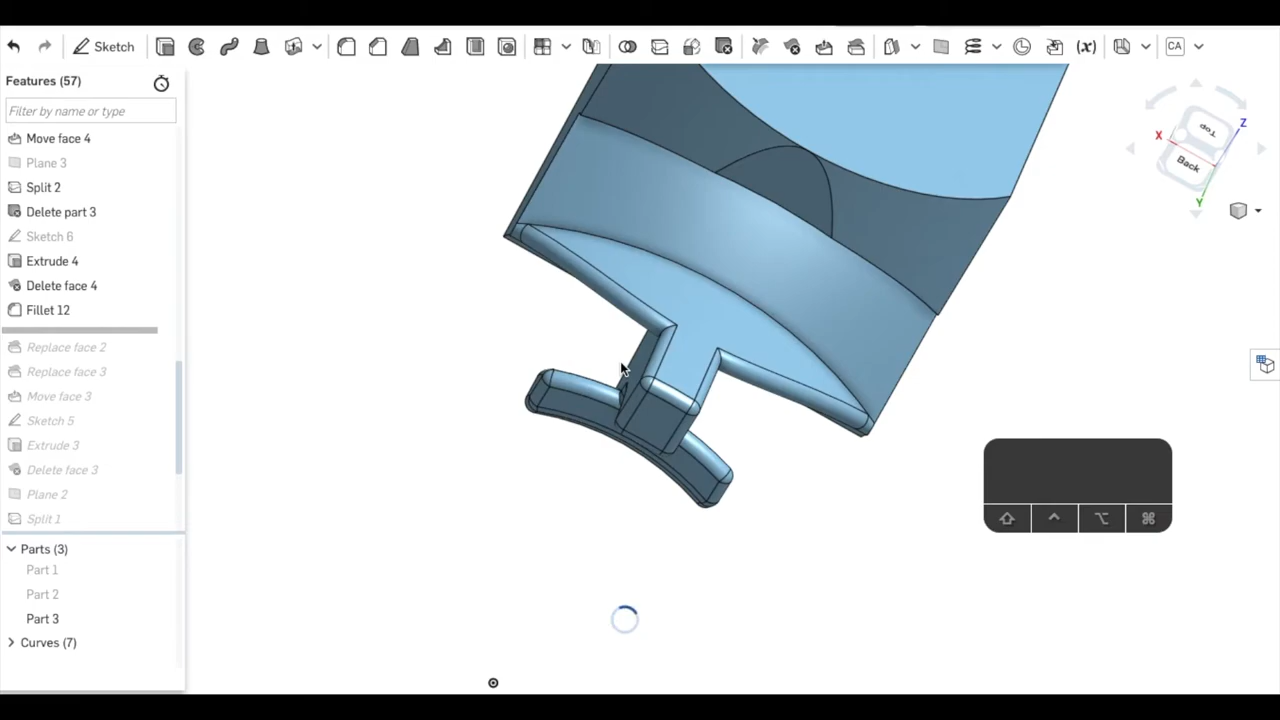 Sketch
(x)
CA
Features (57)
Filter by name or type
Move face 4
Plane 3
Split 2
Delete part 3
Sketch 6
Extrude 4
Delete face 4
Fillet 12
Replace face 2
Replace face 3
Move face 3
Sketch 5
Extrude 3
Delete face 3
Plane 2
Split 1
Parts (3)
Part 1
Part 2
Part 3
Curves (7)
Top
Z
X
Back
Y